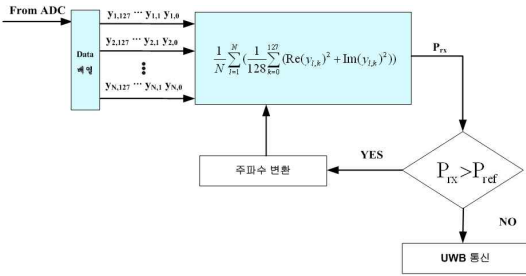 From ADC
Data
배열
y1,127 ··· y1,1 y1,0
y2,127 ··· y2,1 y2,0
yN,127 ··· yN,1 yN,0
1/N ∑_{l=1}^{N} (1/128 ∑_{k=0}^{127} (Re(y_{l,k})^2 + Im(y_{l,k})^2))
Prx
Prx>Pref
YES
주파수 변환
NO
UWB 통신